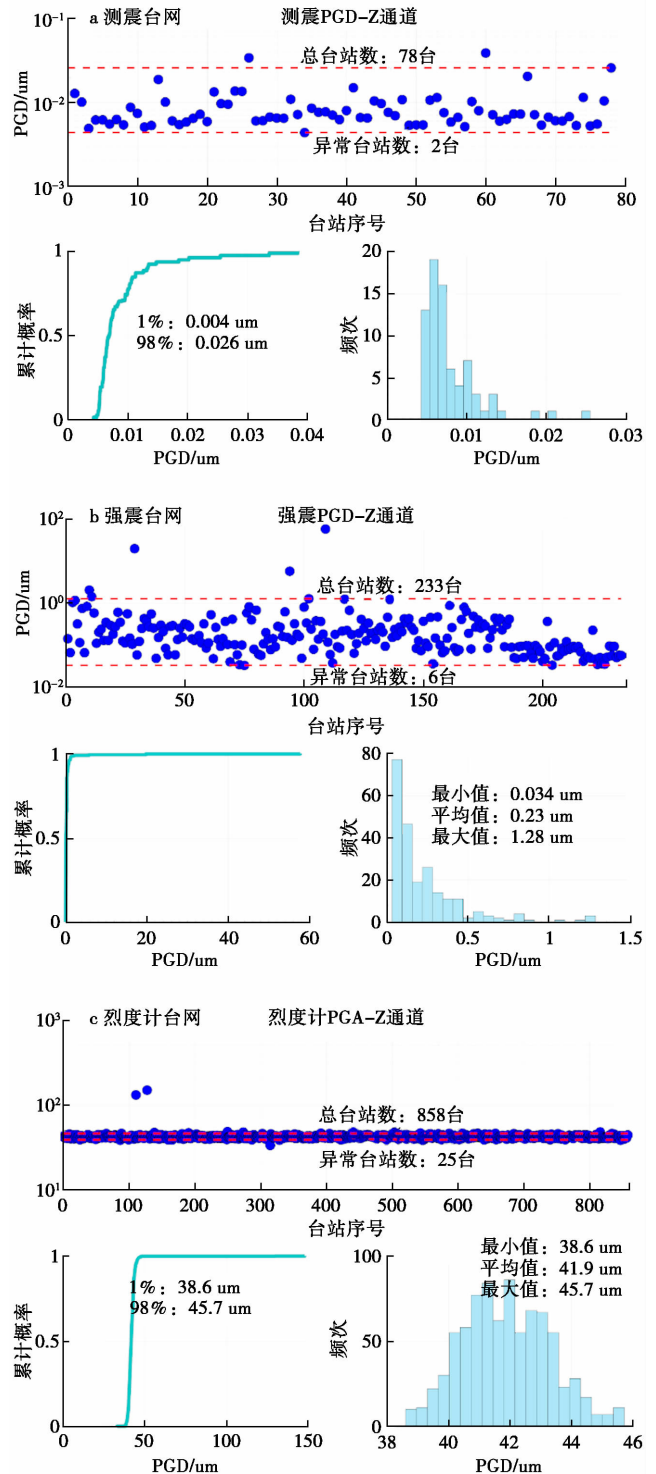 a 测震台网 测震PGD-Z通道
10⁻¹
总台站数：78台
PGD/um
10⁻²
异常台站数：2台
10⁻³
0 10 20 30 40 50 60 70 80
台站序号
1
0.5
0
累计概率
1%：0.004 um
98%：0.026 um
0 0.01 0.02 0.03 0.04
PGD/um
20
15
10
5
0
频次
0 0.01 0.02 0.03
PGD/um
b 强震台网 强震PGD-Z通道
10²
总台站数：233台
PGD/um
10⁰
异常台站数：6台
10⁻²
0 50 100 150 200
台站序号
1
0.5
0
累计概率
0 20 40 60
PGD/um
80
60
40
20
0
频次
最小值：0.034 um
平均值：0.23 um
最大值：1.28 um
0 0.5 1 1.5
PGD/um
c 烈度计台网 烈度计PGA-Z通道
10³
PGD/um
10²
总台站数：858台
异常台站数：25台
10¹
0 100 200 300 400 500 600 700 800
台站序号
1
0.5
0
累计概率
1%：38.6 um
98%：45.7 um
0 50 100 150
PGD/um
最小值：38.6 um
平均值：41.9 um
最大值：45.7 um
100
50
0
频次
38 40 42 44 46
PGD/um